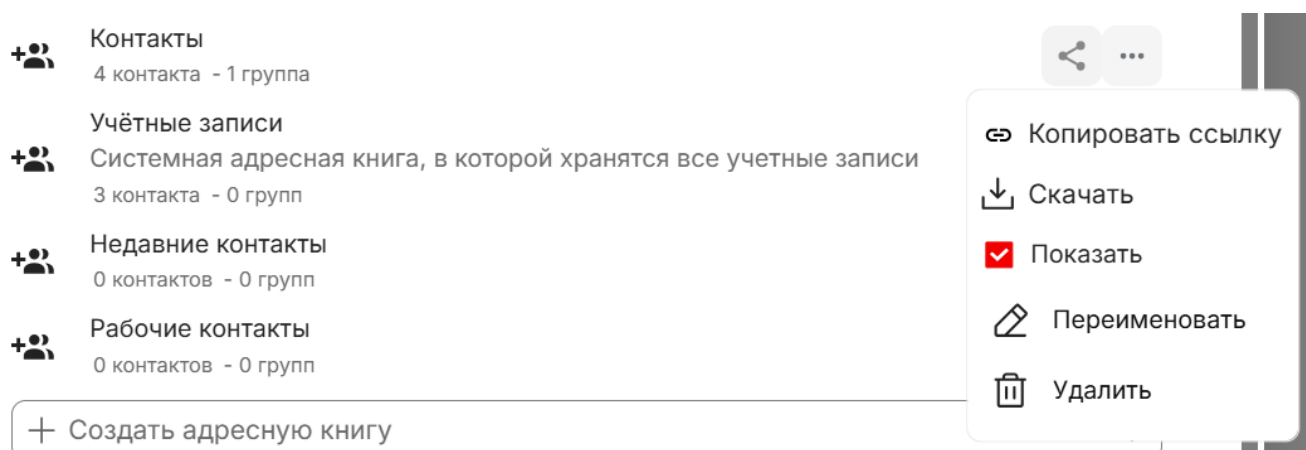 Контакты
4 контакта - 1 группа
Учётные записи
Системная адресная книга, в которой хранятся все учетные записи
3 контакта - 0 групп
Недавние контакты
0 контактов - 0 групп
Рабочие контакты
0 контактов - 0 групп
Создать адресную книгу
Копировать ссылку
Скачать
Показать
Переименовать
Удалить